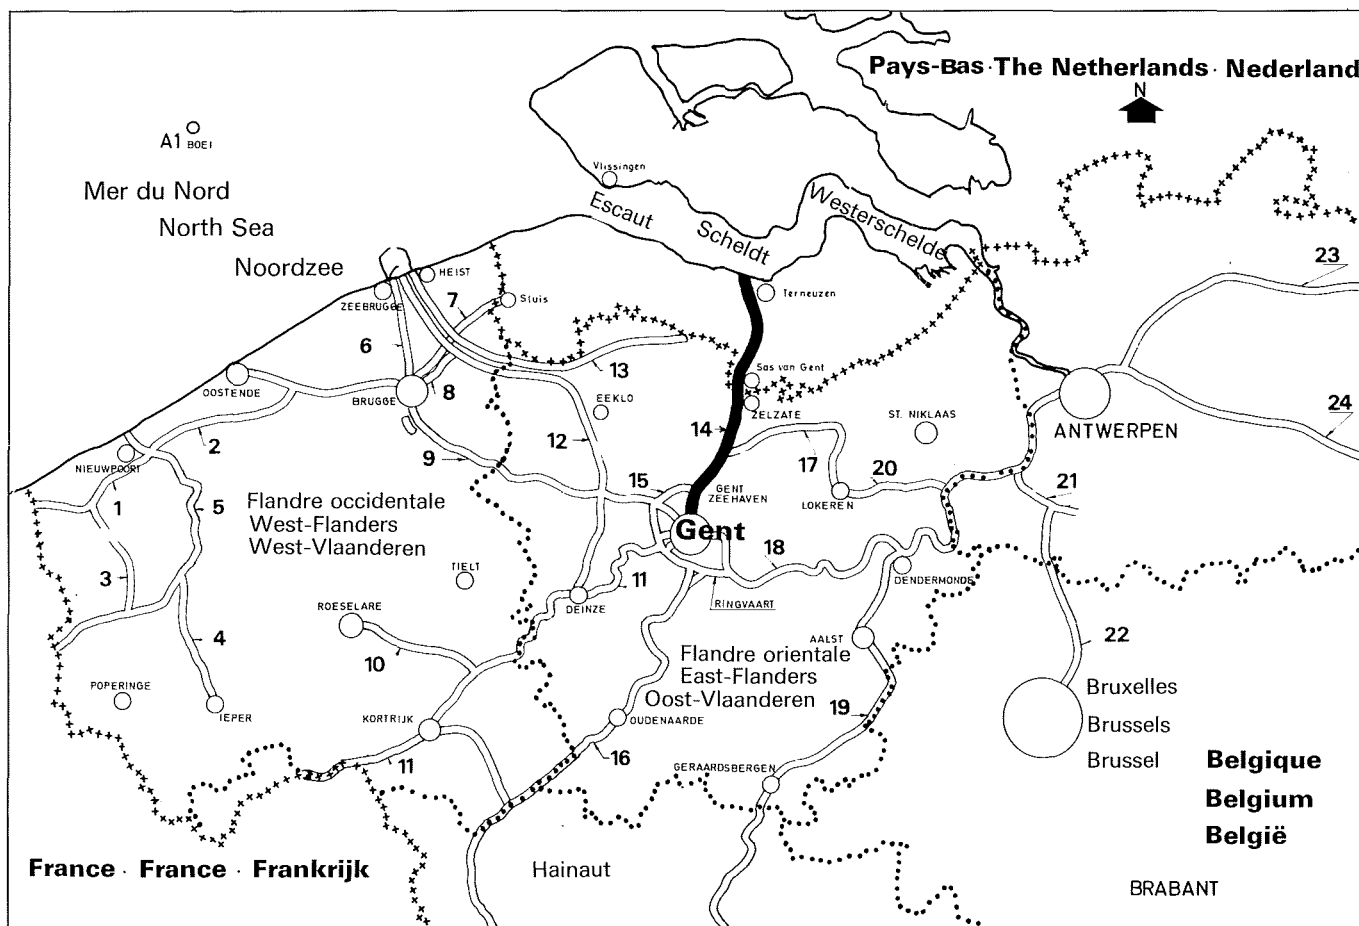 Pays-Bas · The Netherlands · Nederland
N
A1 BOEI
Mer du Nord
North Sea
Noordzee
Vlissingen
Escaut
Scheldt
Westerschelde
HEIST
ZEEBRUGGE
7
Sluis
Terneuzen
23
6
13
Sas van Gent
OOSTENDE
BRUGGE
8
EEKLO
ZELZATE
ST. NIKLAAS
24
ANTWERPEN
2
12
14
17
20
9
NIEUWPOORT
15
GENT
ZEEHAVEN
LOKEREN
21
1
5
Flandre occidentale
West-Flanders
West-Vlaanderen
Gent
18
3
TIELT
11
DENDERMONDE
DEINZE
RINGVAART
ROESELARE
4
10
AALST
22
Flandre orientale
East-Flanders
Oost-Vlaanderen
POPERINGE
IEPER
KORTRIJK
OUDENAARDE
19
Bruxelles
Brussels
Brussel
11
16
GERAARDSBERGEN
Belgique
Belgium
België
France · France · Frankrijk
Hainaut
BRABANT